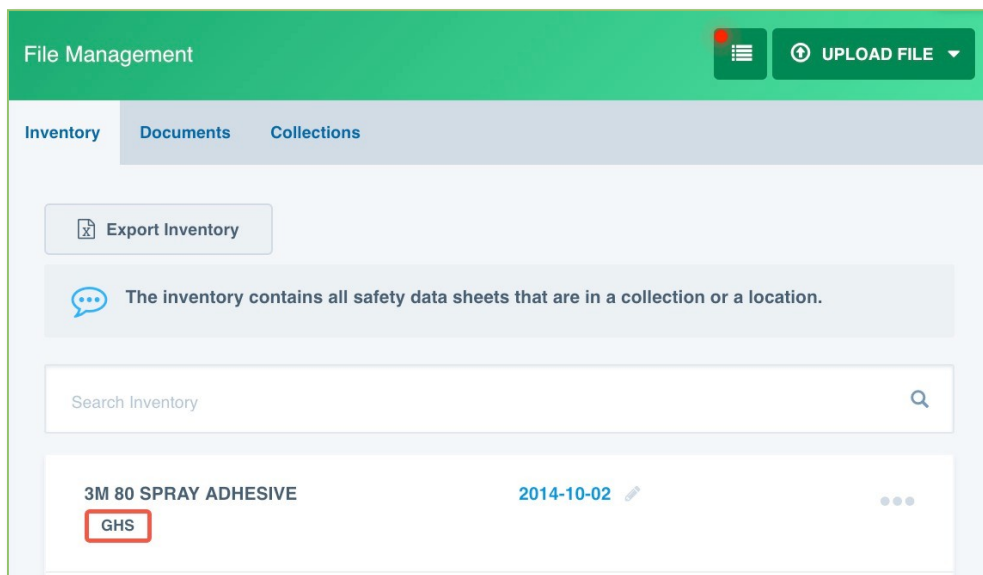 File Management
UPLOAD FILE
Inventory Documents Collections
Export Inventory
The inventory contains all safety data sheets that are in a collection or a location.
Search Inventory
3M 80 SPRAY ADHESIVE 2014-10-02
GHS